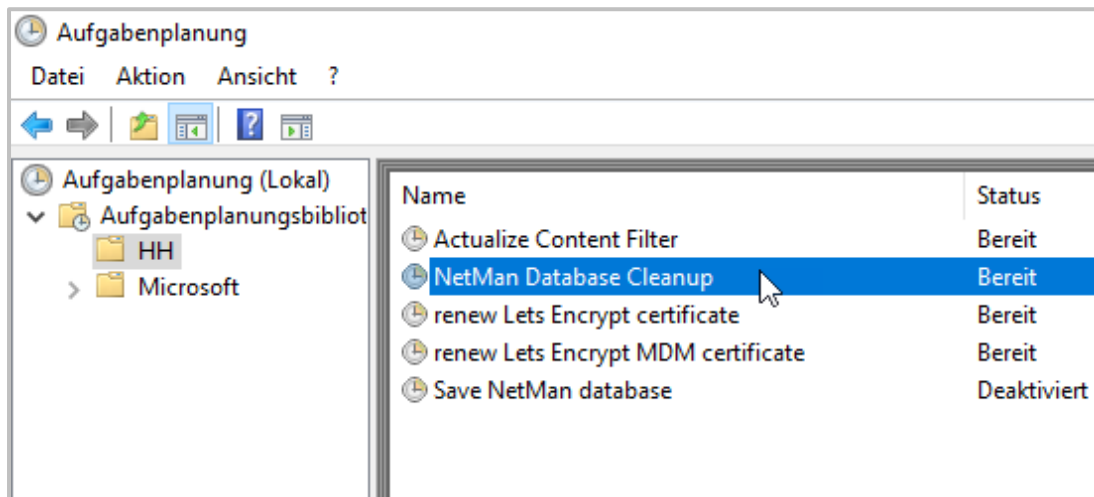 Aufgabenplanung
Datei Aktion Ansicht ?
Aufgabenplanung (Lokal)
Aufgabenplanungsbibliot
HH
Microsoft
Name Status
Actualize Content Filter Bereit
NetMan Database Cleanup Bereit
renew Lets Encrypt certificate Bereit
renew Lets Encrypt MDM certificate Bereit
Save NetMan database Deaktiviert